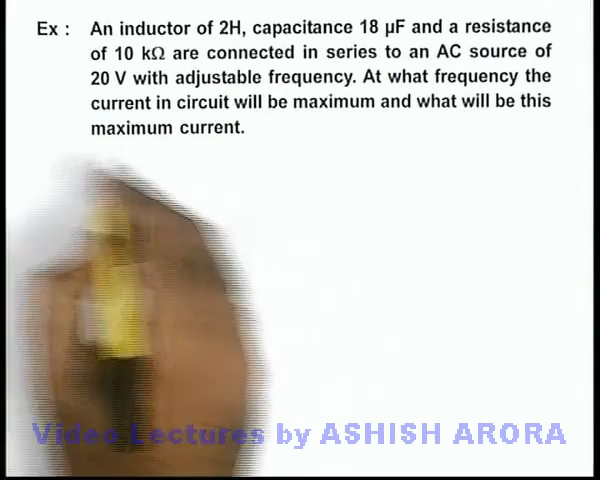 Ex : An inductor of 2H, capacitance 18 μF and a resistance
of 10 kΩ are connected in series to an AC source of
20 V with adjustable frequency. At what frequency the
current in circuit will be maximum and what will be this
maximum current.
Video Lectures by ASHISH ARORA